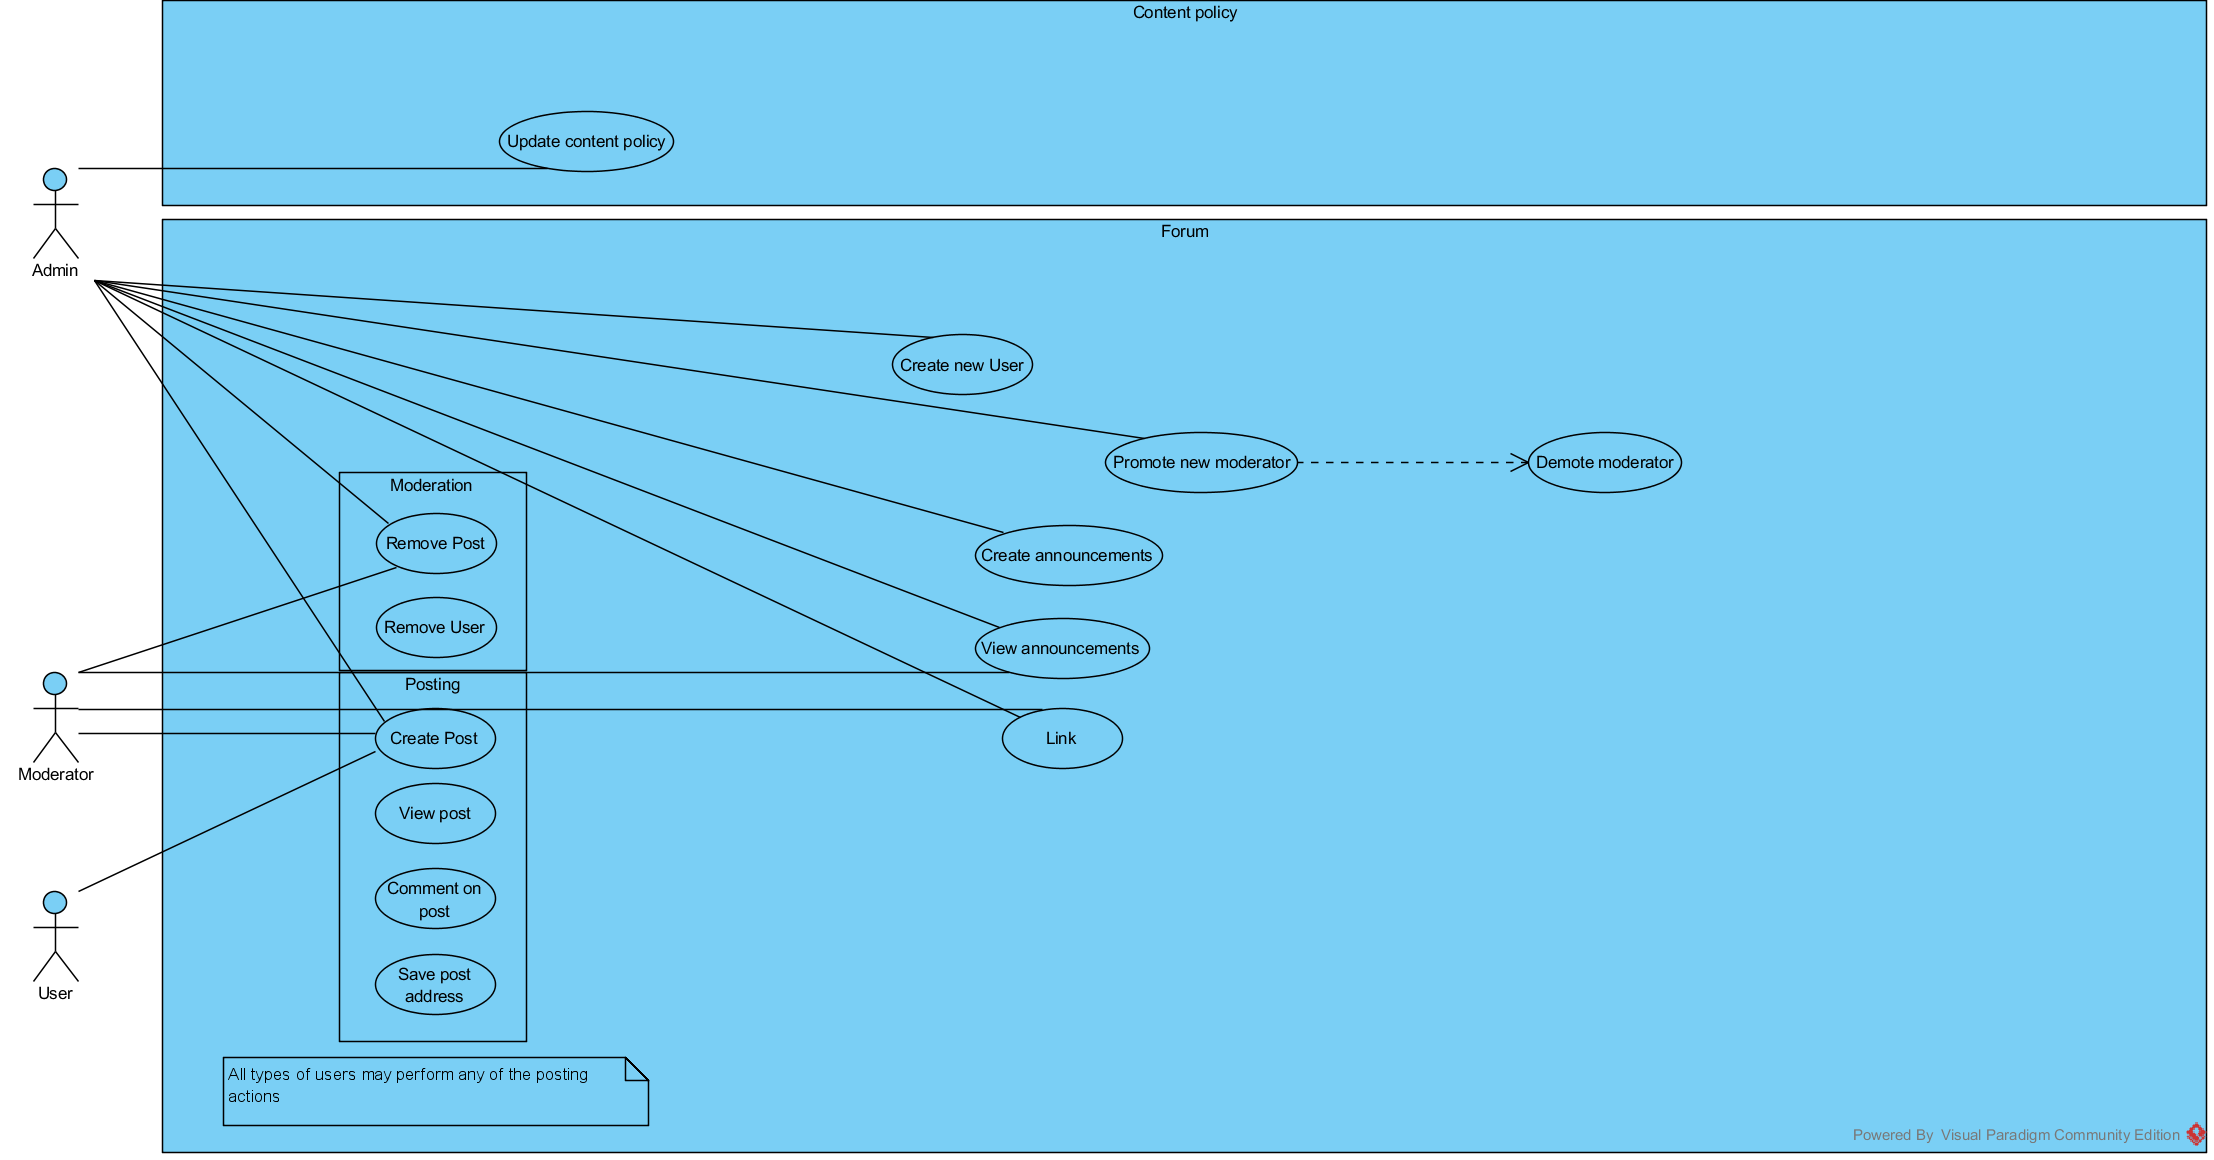 Content policy
Update content policy
Admin
Forum
Create new User
Promote new moderator
Demote moderator
Moderation
Remove Post
Create announcements
Remove User
View announcements
Posting
Create Post
Link
Moderator
View post
Comment on
post
Save post
address
User
All types of users may perform any of the posting
actions
Powered By Visual Paradigm Community Edition